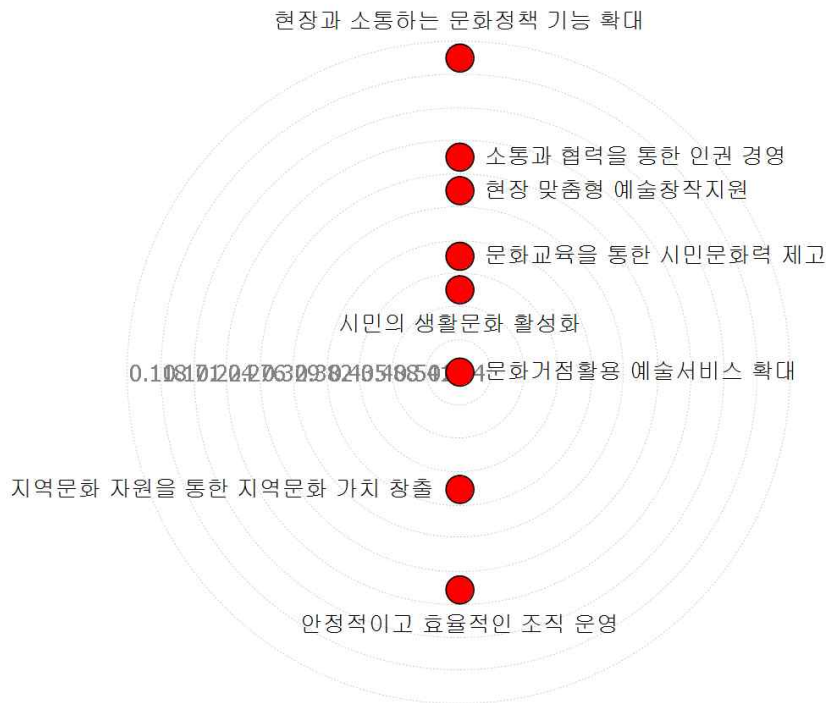 현장과 소통하는 문화정책 기능 확대
소통과 협력을 통한 인권 경영
현장 맞춤형 예술창작지원
문화교육을 통한 시민문화력 제고
시민의 생활문화 활성화
문화거점활용 예술서비스 확대
지역문화 자원을 통한 지역문화 가치 창출
안정적이고 효율적인 조직 운영